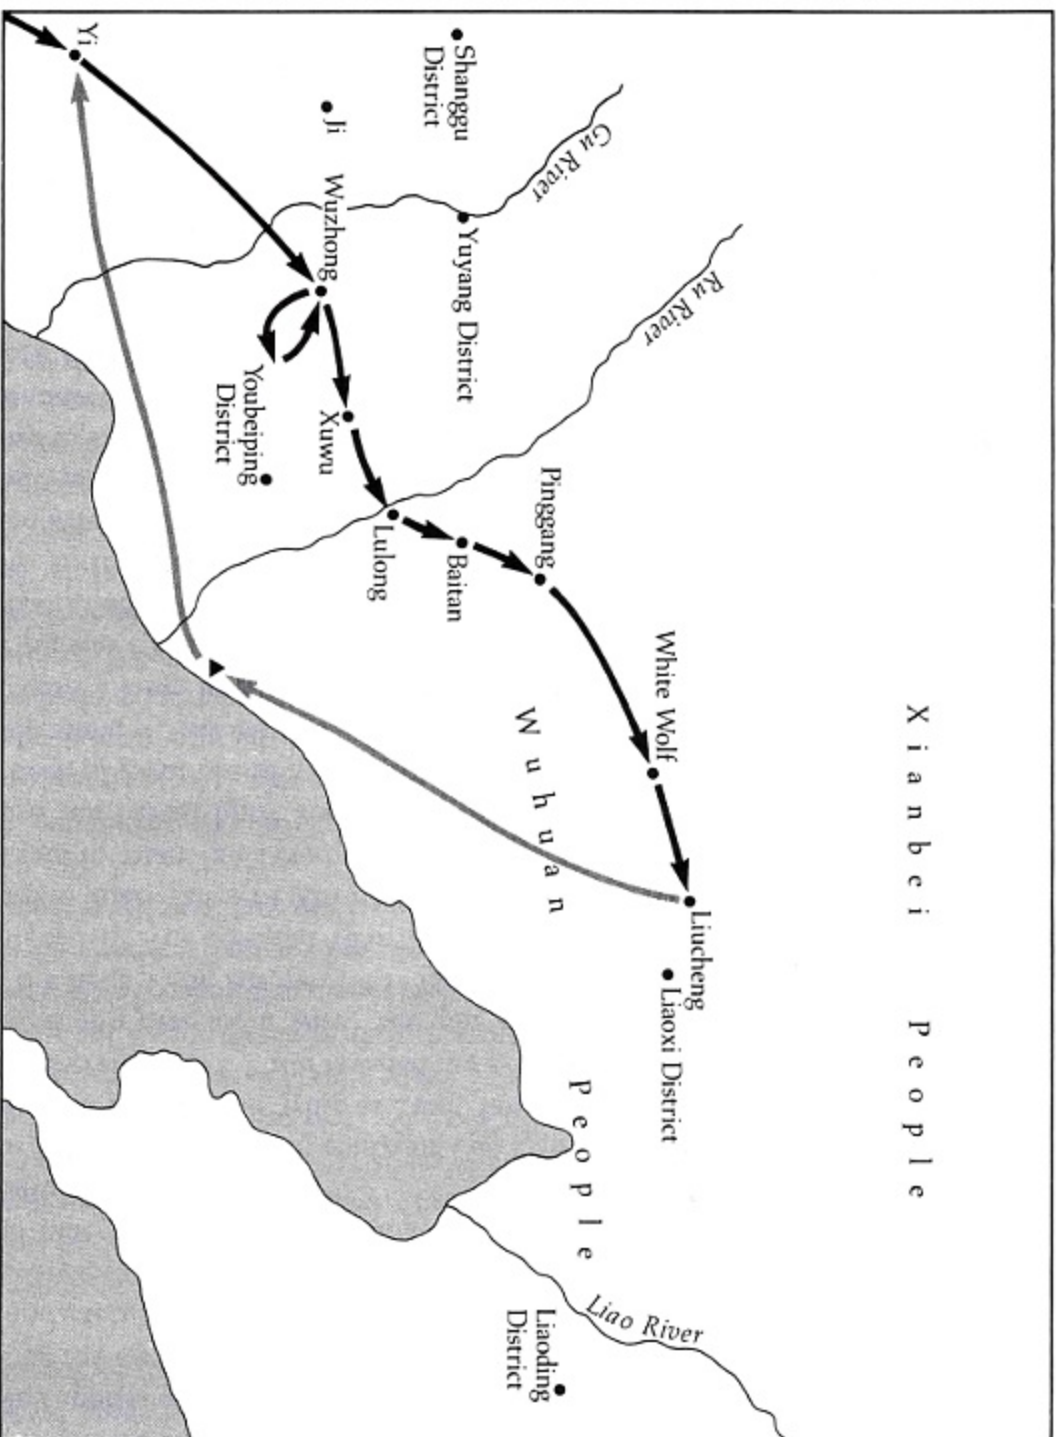 Xianbei People
Ru River
Gu River
Liao River
Liucheng
Liaoxi District
White Wolf
Wuhuan People
Pinggang
Shanggu
District
Yuyang District
Baitan
Liaoding
District
Lulong
Ji
Wuzhong
Xuwu
Youbeiping
District
Yi